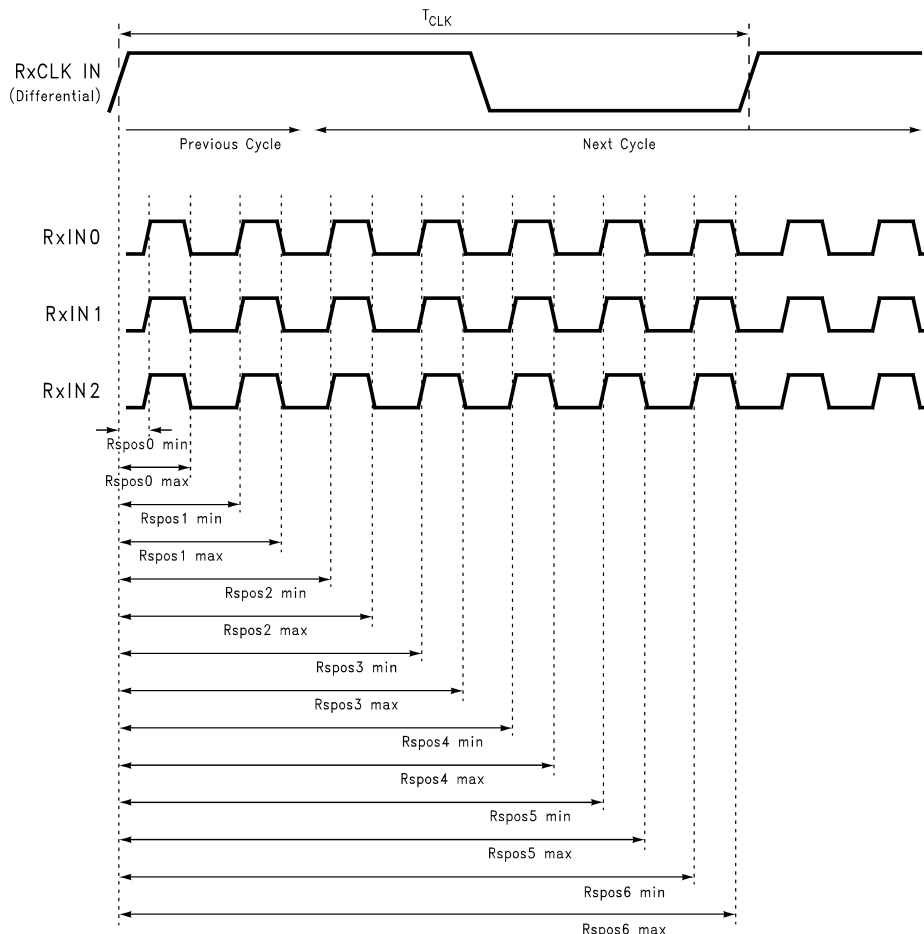 TCLK
RxCLK IN
(Differential)
Previous Cycle
Next Cycle
RxIN0
RxIN1
RxIN2
Rspos0 min
Rspos0 max
Rspos1 min
Rspos1 max
Rspos2 min
Rspos2 max
Rspos3 min
Rspos3 max
Rspos4 min
Rspos4 max
Rspos5 min
Rspos5 max
Rspos6 min
Rspos6 max